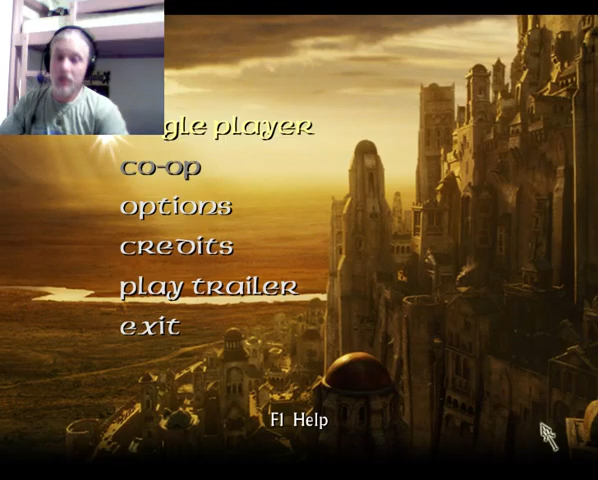 gle player
co-op
options
credits
play trailer
exit
F1 Help